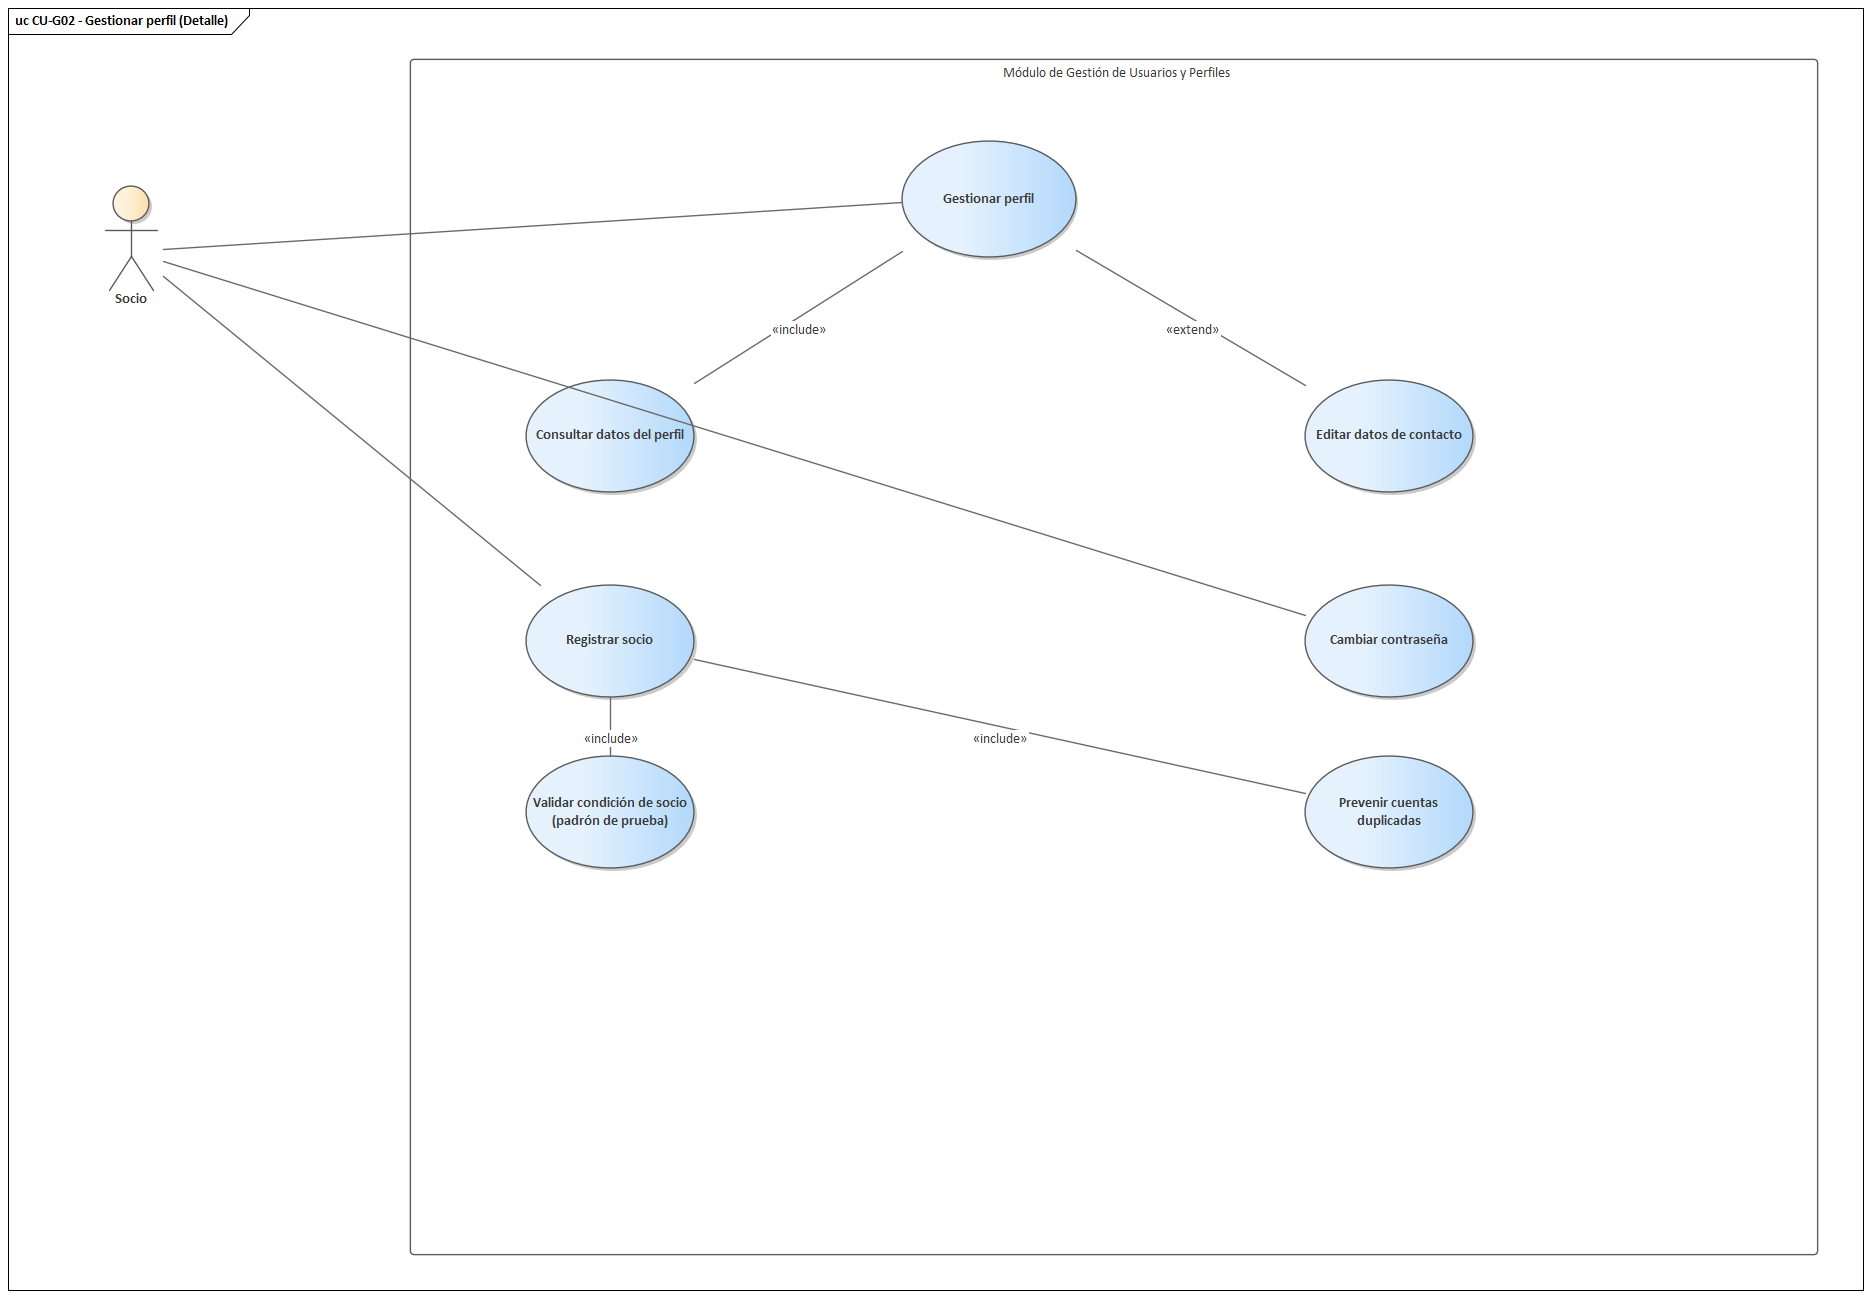 uc CU-G02 - Gestionar perfil (Detalle)
Módulo de Gestión de Usuarios y Perfiles
Gestionar perfil
Socio
«include»
«extend»
Consultar datos del perfil
Editar datos de contacto
Registrar socio
Cambiar contraseña
«include»
«include»
Validar condición de socio
(padrón de prueba)
Prevenir cuentas
duplicadas